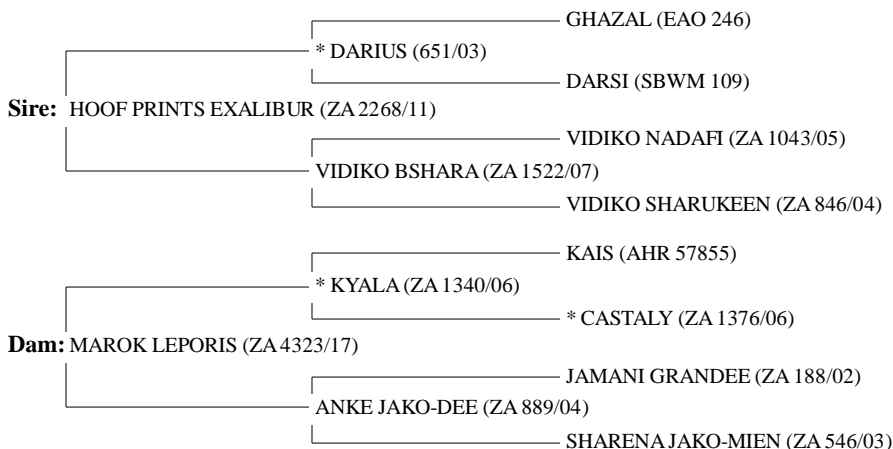 GHAZAL (EAO 246)
* DARIUS (651/03)
DARSI (SBWM 109)
Sire: HOOF PRINTS EXALIBUR (ZA 2268/11)
VIDIKO NADAFI (ZA 1043/05)
VIDIKO BSHARA (ZA 1522/07)
VIDIKO SHARUKEEN (ZA 846/04)
KAIS (AHR 57855)
* KYALA (ZA 1340/06)
* CASTALY (ZA 1376/06)
Dam: MAROK LEPORIS (ZA 4323/17)
JAMANI GRANDEE (ZA 188/02)
ANKE JAKO-DEE (ZA 889/04)
SHARENA JAKO-MIEN (ZA 546/03)